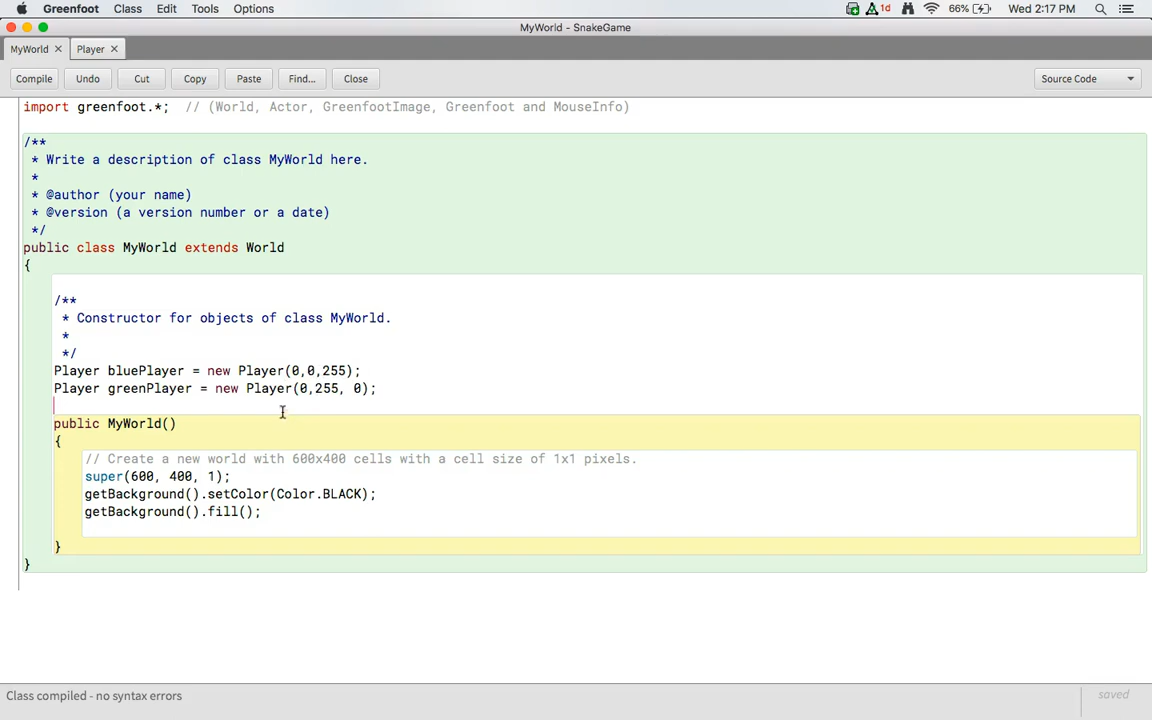 Greenfoot Class Edit Tools Options 1d 66% Wed 2:17 PM
MyWorld - SnakeGame
MyWorld Player
Compile Undo Cut Copy Paste Find... Close Source Code
import greenfoot.*;  // (World, Actor, GreenfootImage, Greenfoot and MouseInfo)
/**
 * Write a description of class MyWorld here.
 *
 * @author (your name)
 * @version (a version number or a date)
 */
public class MyWorld extends World
{
/**
 * Constructor for objects of class MyWorld.
 *
 */
Player bluePlayer = new Player(0,0,255);
Player greenPlayer = new Player(0,255, 0);
public MyWorld()
{
// Create a new world with 600x400 cells with a cell size of 1x1 pixels.
super(600, 400, 1);
getBackground().setColor(Color.BLACK);
getBackground().fill();
}
}
Class compiled - no syntax errors saved